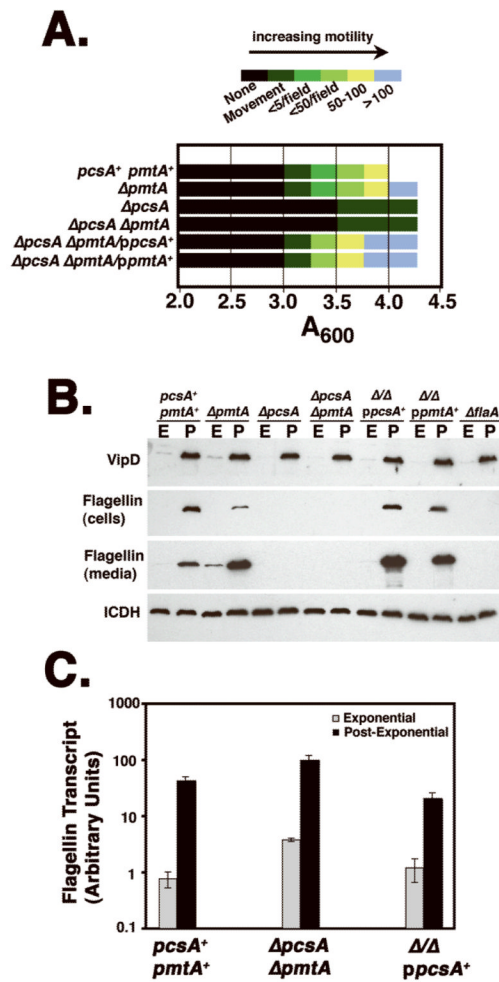 A.
increasing motility
None
Movement
<5/field
<50/field
50-100
>100
pcsA⁺ pmtA⁺
ΔpmtA
ΔpcsA
ΔpcsA ΔpmtA
ΔpcsA ΔpmtA/ppcsA⁺
ΔpcsA ΔpmtA/ppmtA⁺
2.0 2.5 3.0 3.5 4.0 4.5
A₆₀₀
B.
pcsA⁺ ΔpcsA Δ/Δ Δ/Δ
pmtA⁺ ΔpmtA ΔpcsA ΔpmtA ppcsA⁺ ppmtA⁺ ΔflaA
E P E P E P E P E P E P E P
VipD
Flagellin
(cells)
Flagellin
(media)
ICDH
C.
Flagellin Transcript
(Arbitrary Units)
1000
100
10
1
0.1
Exponential
Post-Exponential
pcsA⁺ ΔpcsA Δ/Δ
pmtA⁺ ΔpmtA ppcsA⁺